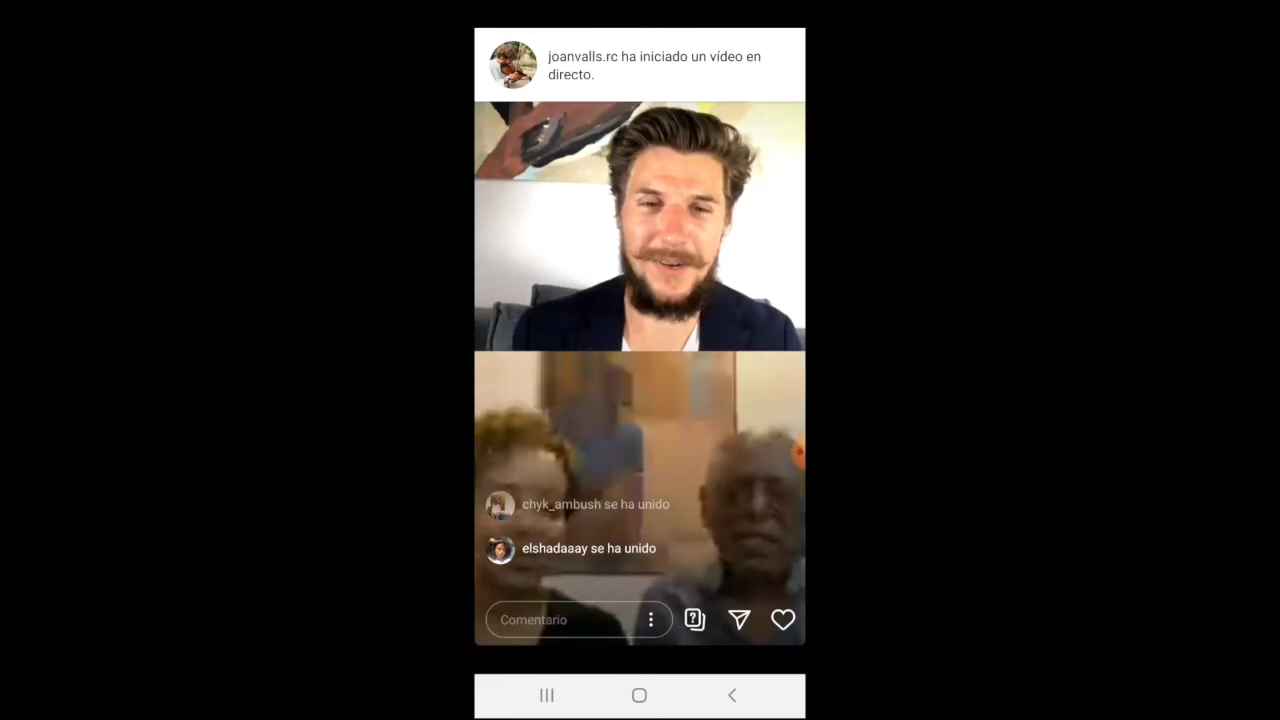 joanvalls.rc ha iniciado un vídeo en
directo.
chyk_ambush se ha unido
elshadaaay se ha unido
Comentario